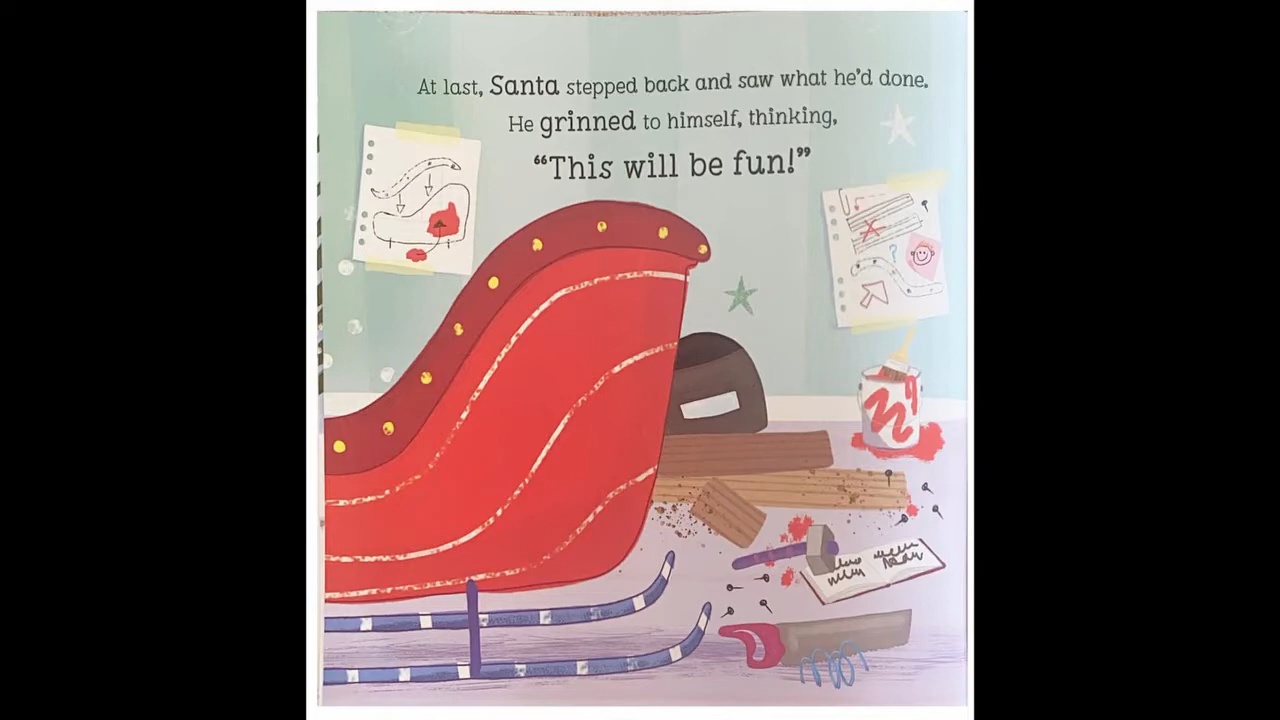 At last, Santa stepped back and saw what he'd done.
He grinned to himself, thinking,
“This will be fun!”